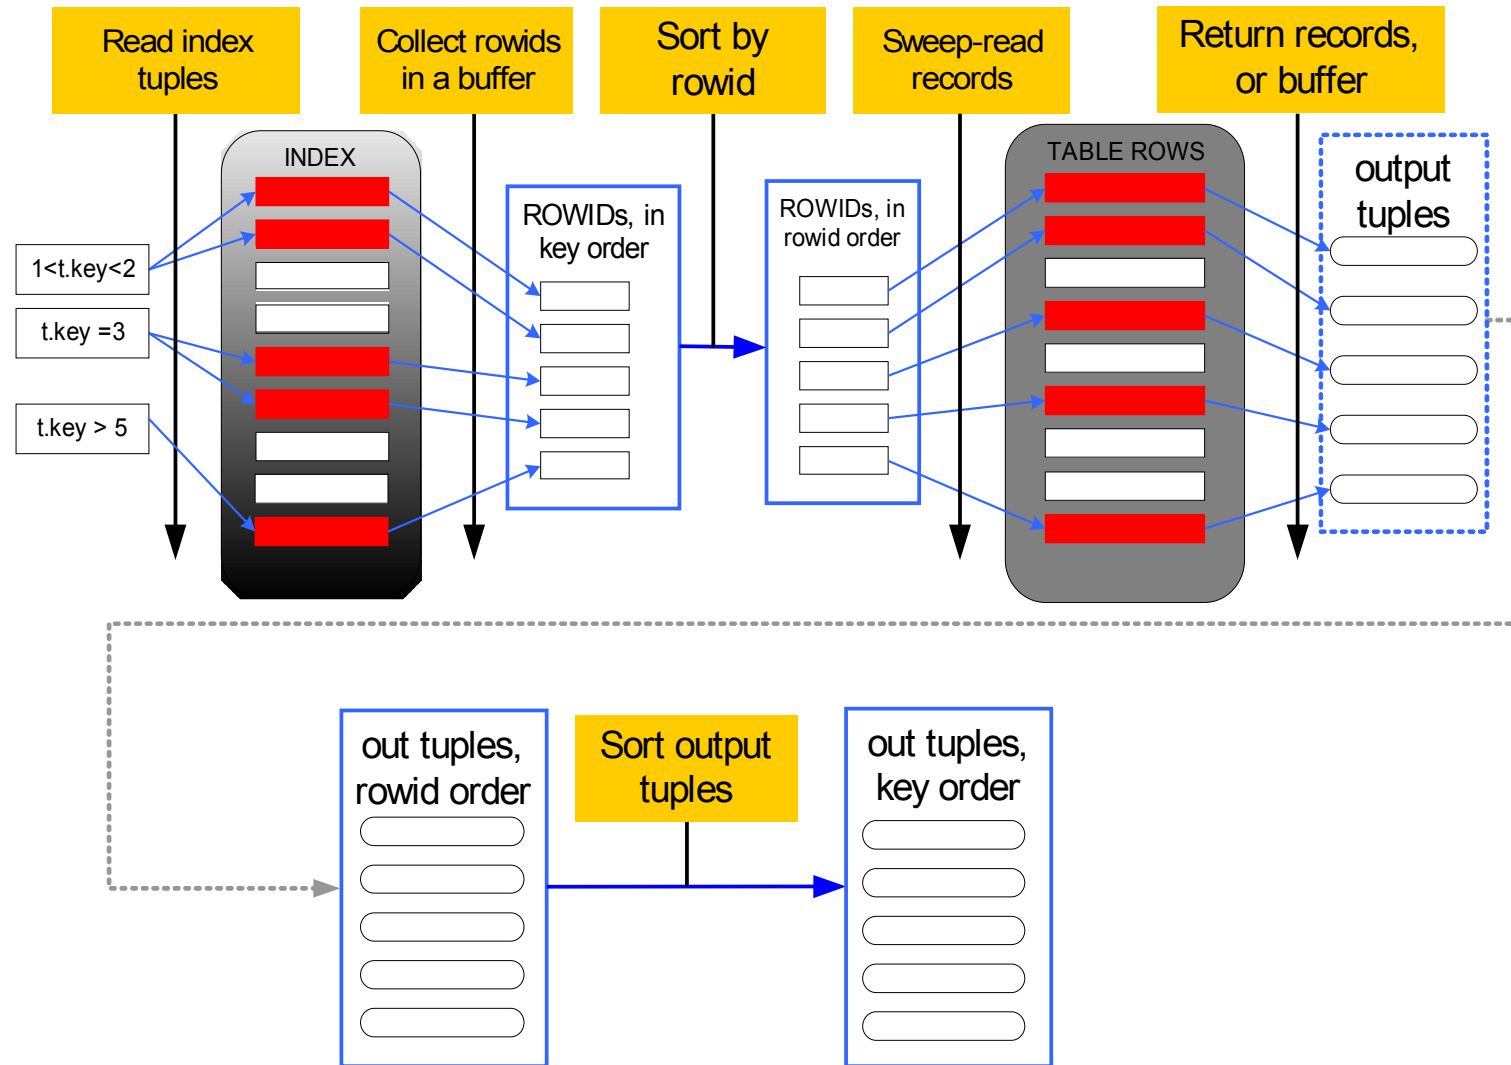 Read index
tuples
Collect rowids
in a buffer
Sort by
rowid
Sweep-read
records
Return records,
or buffer
INDEX
1<t.key<2
t.key =3
t.key > 5
ROWIDs, in
key order
ROWIDs, in
rowid order
TABLE ROWS
output
tuples
out tuples,
rowid order
Sort output
tuples
out tuples,
key order